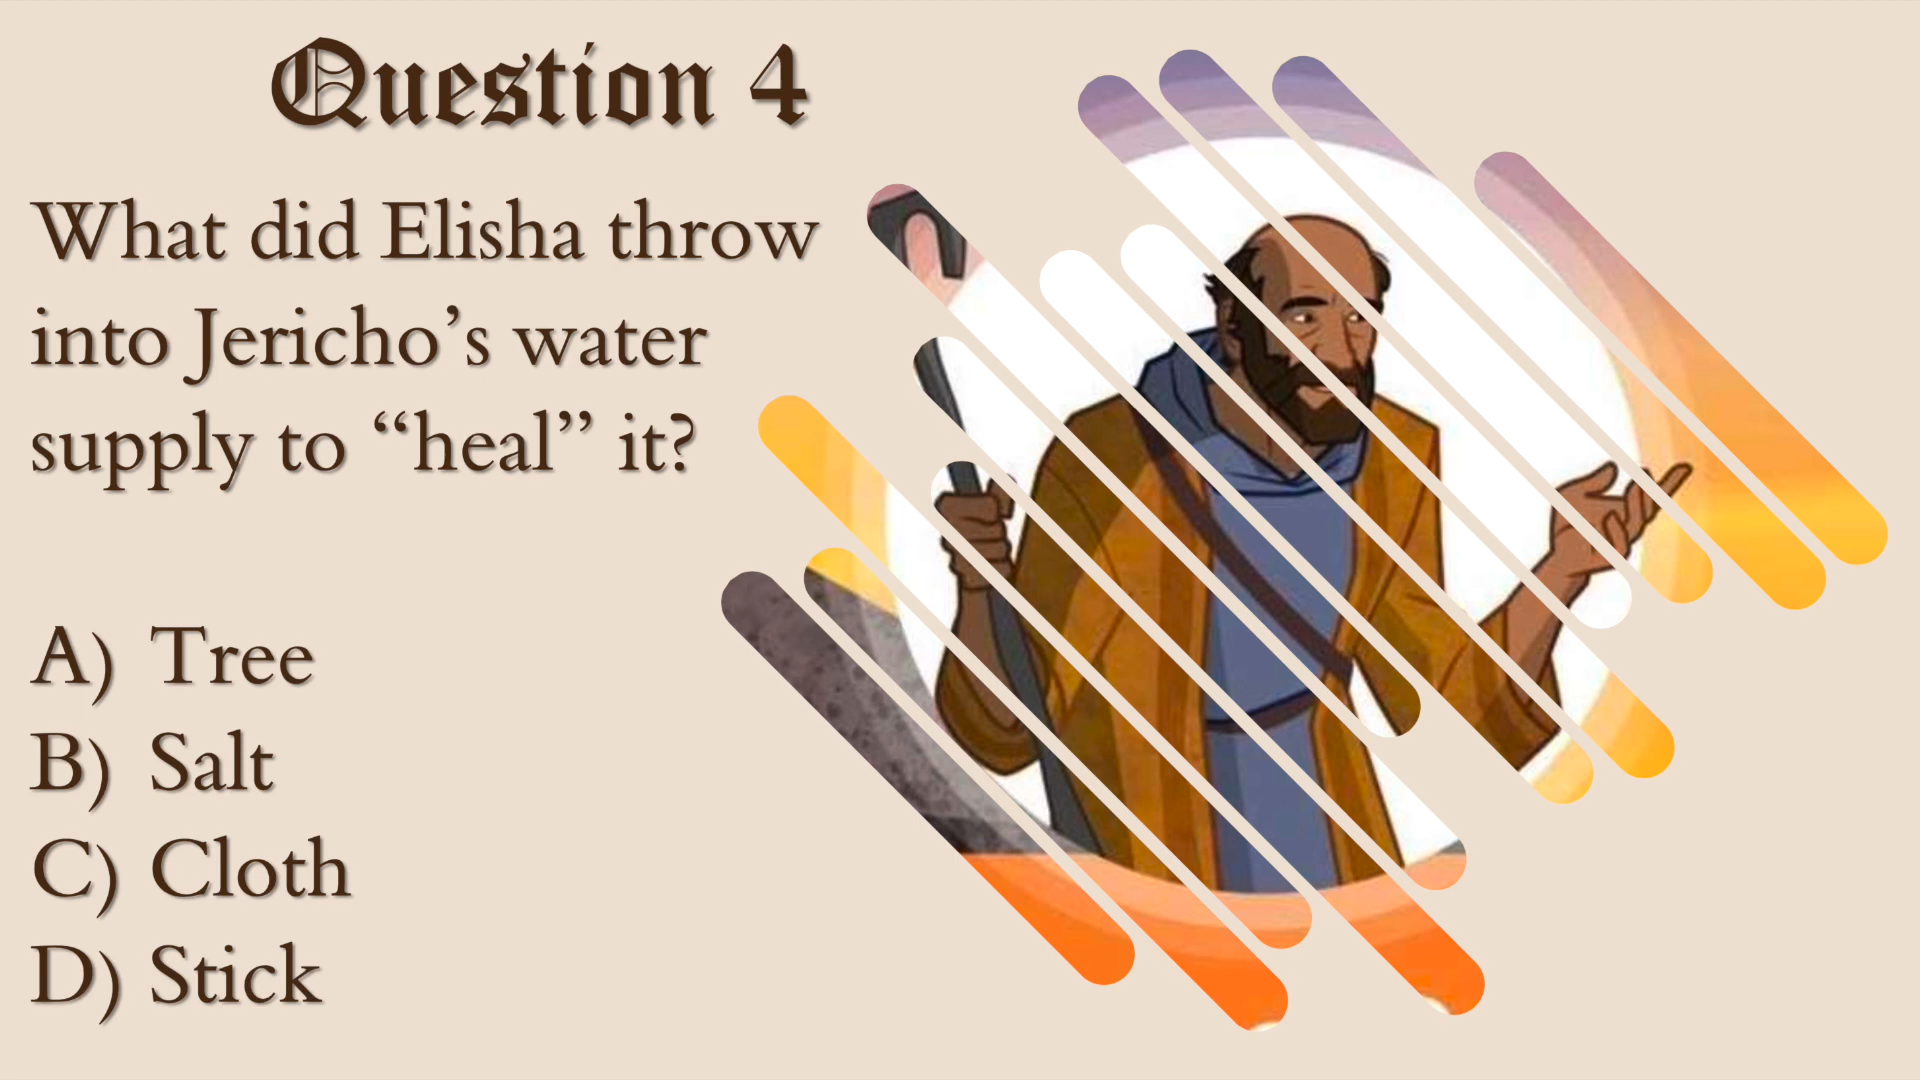 Question 4
What did Elisha throw
into Jericho’s water
supply to “heal” it?
A) Tree
B) Salt
C) Cloth
D) Stick